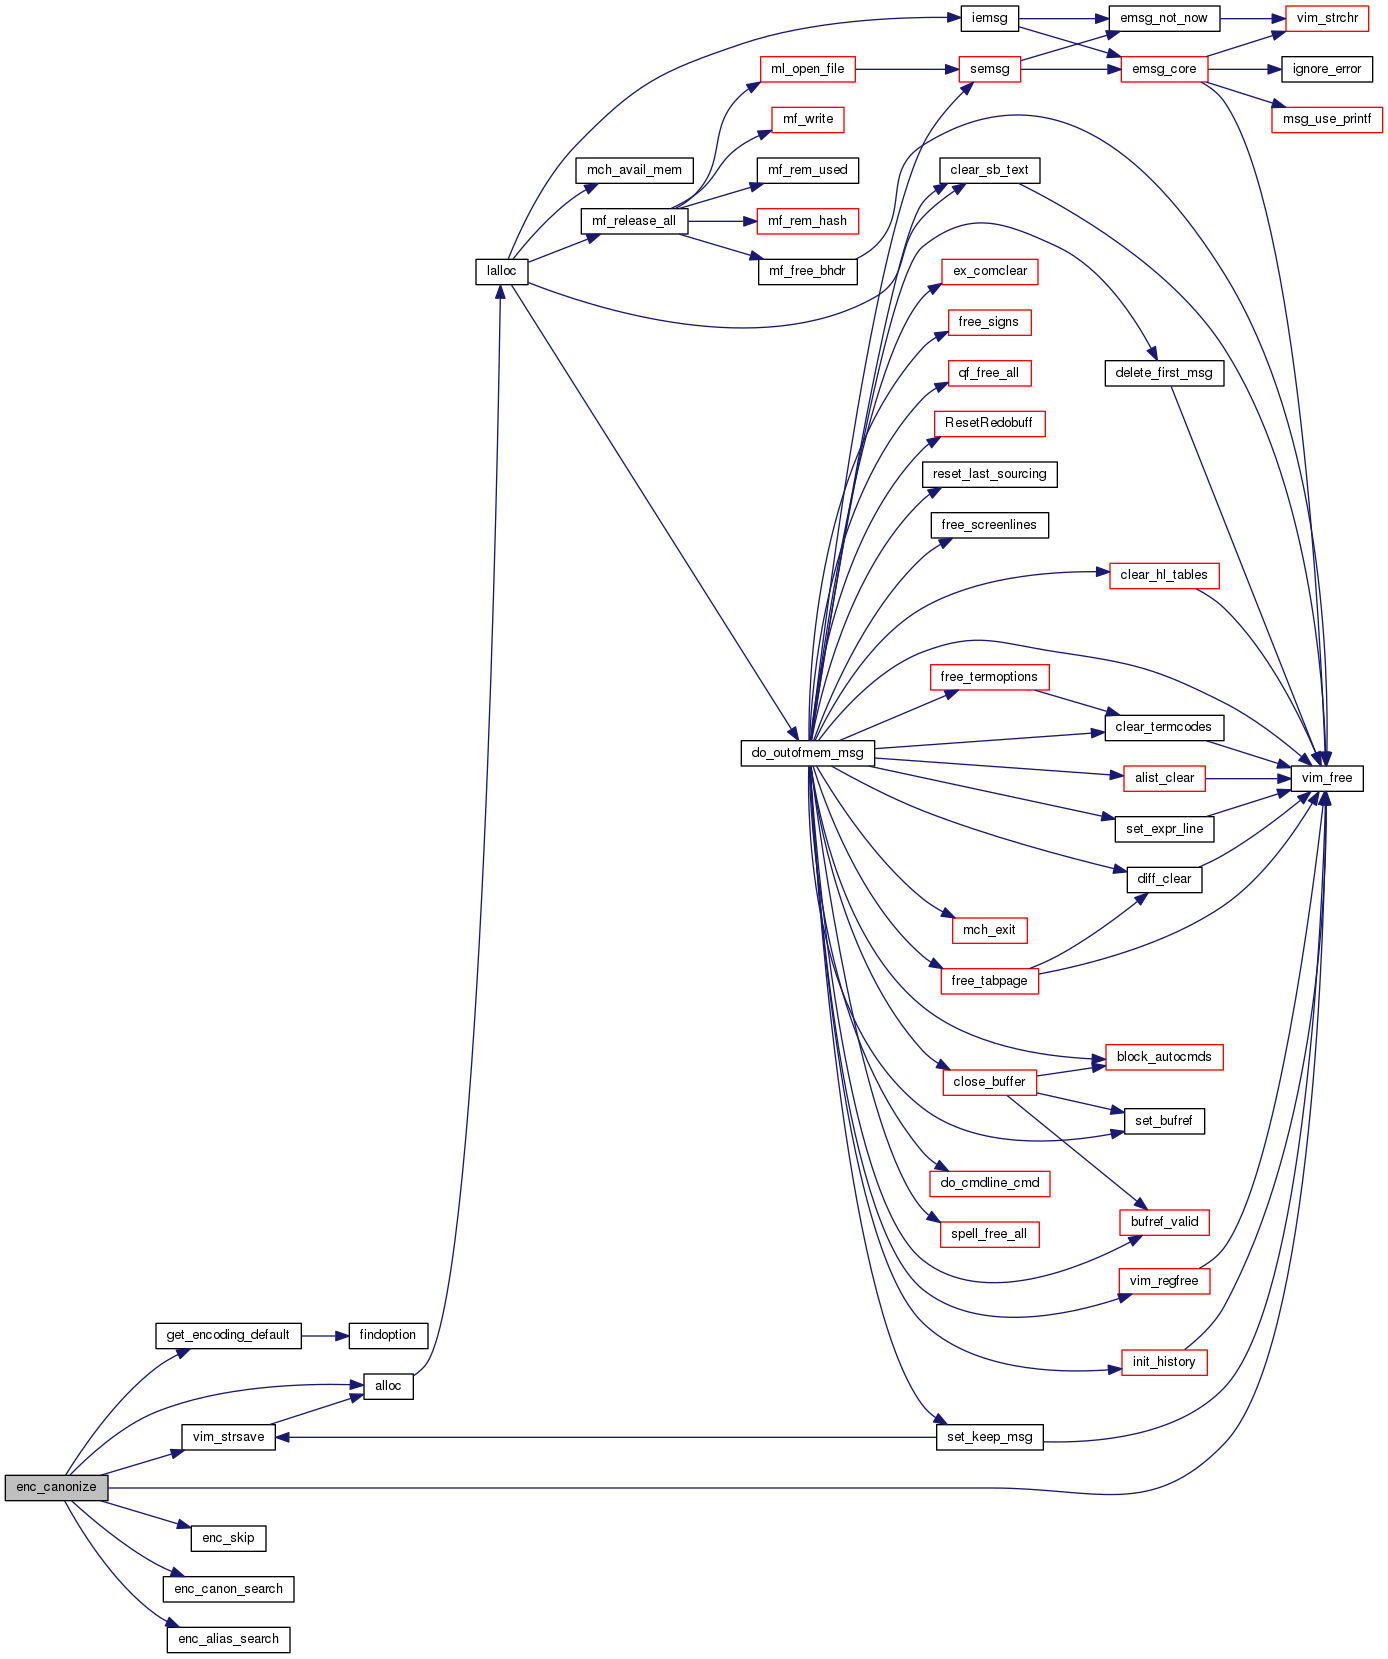 iemsg
emsg_not_now
vim_strchr
ml_open_file
semsg
emsg_core
ignore_error
mf_write
msg_use_printf
mch_avail_mem
mf_rem_used
clear_sb_text
mf_release_all
mf_rem_hash
lalloc
mf_free_bhdr
ex_comclear
free_signs
qf_free_all
delete_first_msg
ResetRedobuff
reset_last_sourcing
free_screenlines
clear_hl_tables
free_termoptions
clear_termcodes
do_outofmem_msg
alist_clear
vim_free
set_expr_line
diff_clear
mch_exit
free_tabpage
block_autocmds
close_buffer
set_bufref
do_cmdline_cmd
bufref_valid
spell_free_all
vim_regfree
get_encoding_default
findoption
init_history
alloc
vim_strsave
set_keep_msg
enc_canonize
enc_skip
enc_canon_search
enc_alias_search